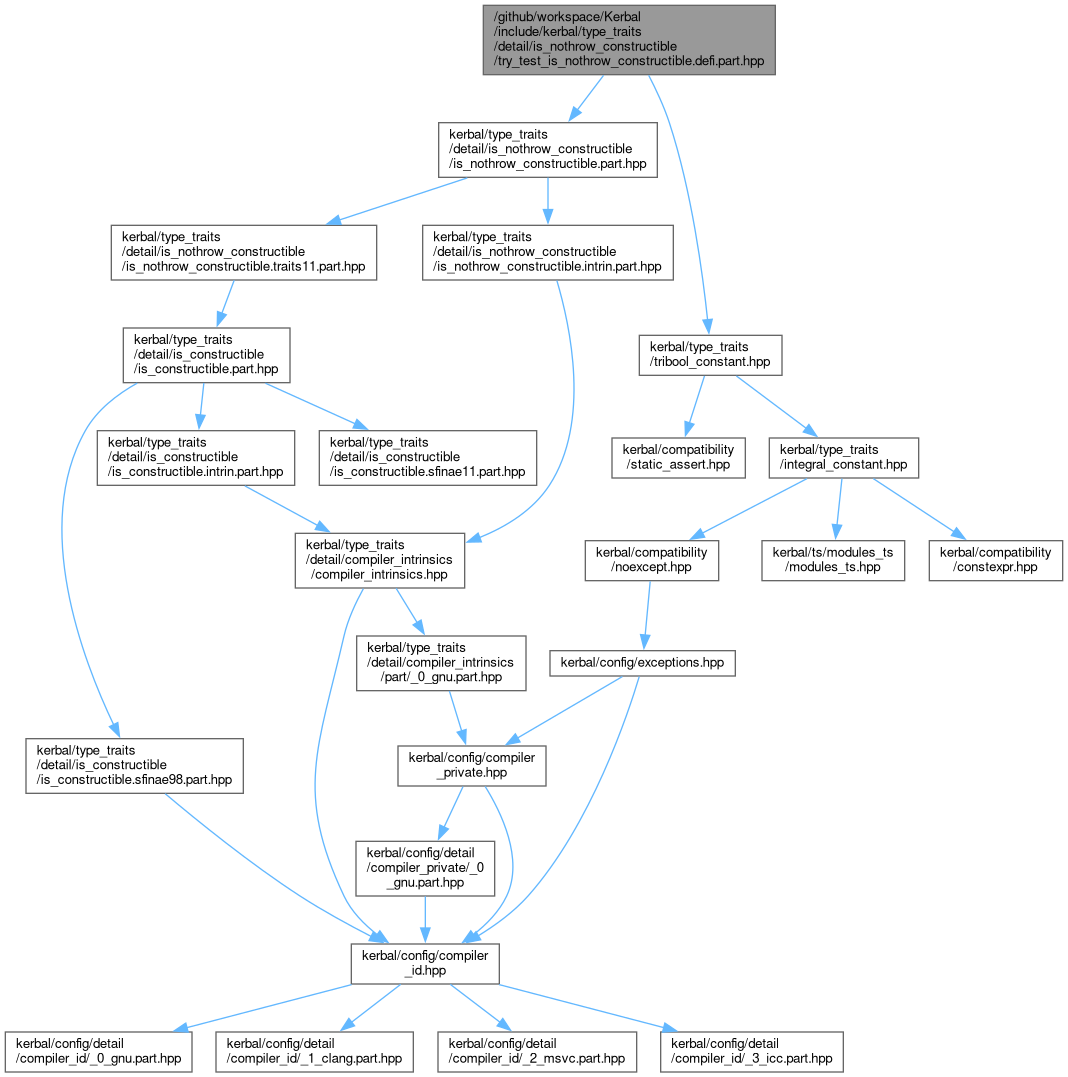 /github/workspace/Kerbal
/include/kerbal/type_traits
/detail/is_nothrow_constructible
/try_test_is_nothrow_constructible.defi.part.hpp
kerbal/type_traits
/detail/is_nothrow_constructible
/is_nothrow_constructible.part.hpp
kerbal/type_traits
/detail/is_nothrow_constructible
/is_nothrow_constructible.traits11.part.hpp
kerbal/type_traits
/detail/is_nothrow_constructible
/is_nothrow_constructible.intrin.part.hpp
kerbal/type_traits
/detail/is_constructible
/is_constructible.part.hpp
kerbal/type_traits
/tribool_constant.hpp
kerbal/type_traits
/detail/is_constructible
/is_constructible.intrin.part.hpp
kerbal/type_traits
/detail/is_constructible
/is_constructible.sfinae11.part.hpp
kerbal/compatibility
/static_assert.hpp
kerbal/type_traits
/integral_constant.hpp
kerbal/type_traits
/detail/compiler_intrinsics
/compiler_intrinsics.hpp
kerbal/compatibility
/noexcept.hpp
kerbal/ts/modules_ts
/modules_ts.hpp
kerbal/compatibility
/constexpr.hpp
kerbal/type_traits
/detail/compiler_intrinsics
/part/_0_gnu.part.hpp
kerbal/config/exceptions.hpp
kerbal/type_traits
/detail/is_constructible
/is_constructible.sfinae98.part.hpp
kerbal/config/compiler
_private.hpp
kerbal/config/detail
/compiler_private/_0
_gnu.part.hpp
kerbal/config/compiler
_id.hpp
kerbal/config/detail
/compiler_id/_0_gnu.part.hpp
kerbal/config/detail
/compiler_id/_1_clang.part.hpp
kerbal/config/detail
/compiler_id/_2_msvc.part.hpp
kerbal/config/detail
/compiler_id/_3_icc.part.hpp